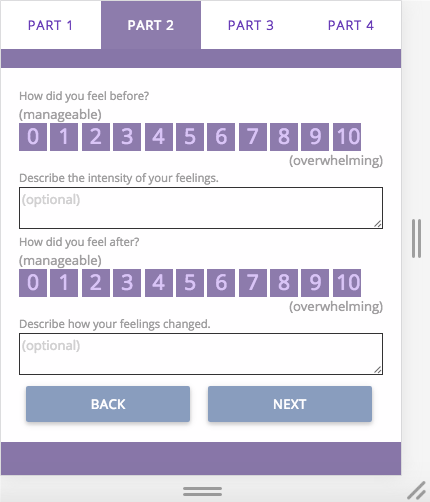 PART 1 PART 2 PART 3 PART 4
How did you feel before?
(manageable)
0 1 2 3 4 5 6 7 8 9 10
(overwhelming)
Describe the intensity of your feelings.
(optional)
How did you feel after?
(manageable)
0 1 2 3 4 5 6 7 8 9 10
(overwhelming)
Describe how your feelings changed.
(optional)
BACK NEXT